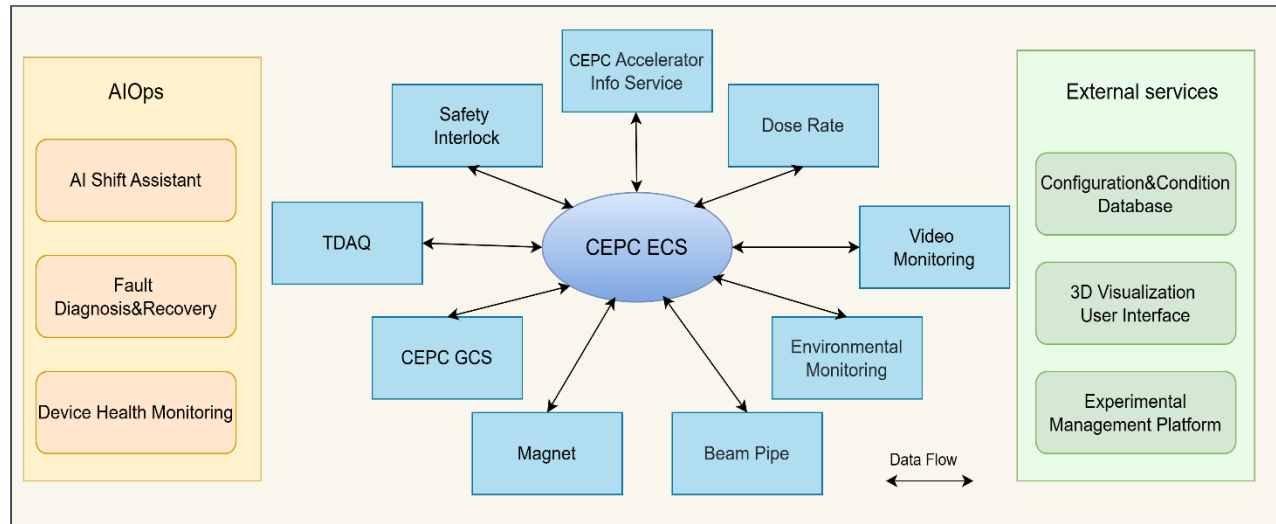 AIOps
AI Shift Assistant
Fault
Diagnosis&Recovery
Device Health Monitoring
CEPC Accelerator
Info Service
Safety
Interlock
Dose Rate
TDAQ
CEPC ECS
Video
Monitoring
CEPC GCS
Environmental
Monitoring
Magnet
Beam Pipe
Data Flow
External services
Configuration&Condition
Database
3D Visualization
User Interface
Experimental
Management Platform